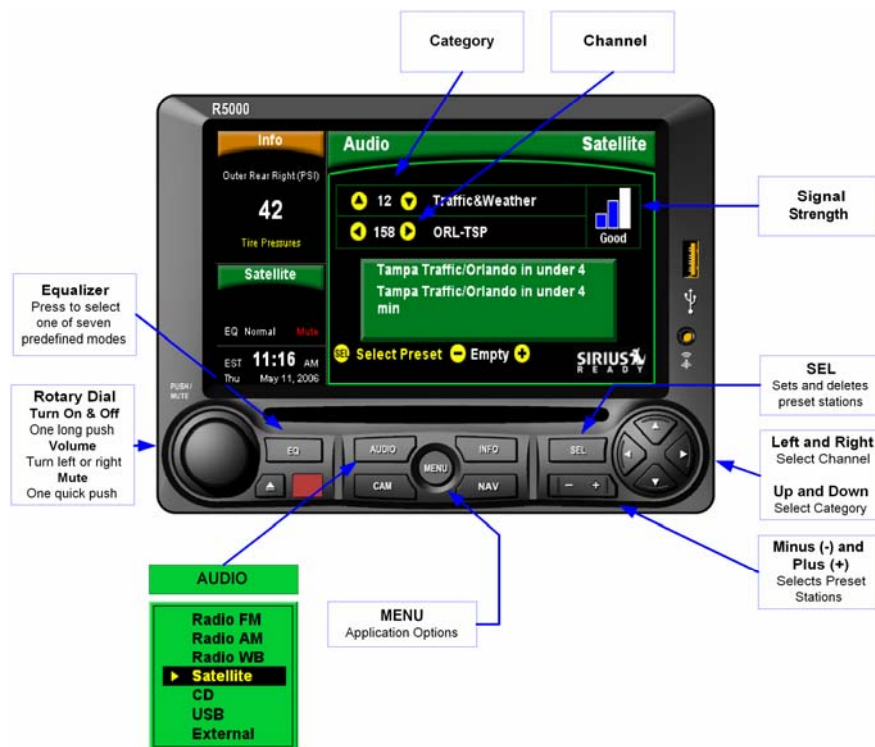 Category
Channel
R5000
Info
Audio
Satellite
Outer Rear Right (PSI)
42
Tire Pressures
12
Traffic&Weather
158
ORL-TSP
Good
Signal
Strength
Satellite
Tampa Traffic/Orlando in under 4
Tampa Traffic/Orlando in under 4
min
EQ Normal Mute
SEL Select Preset - Empty +
SIRIUS
READY
EST 11:16 AM
Thu May 11, 2006
Equalizer
Press to select
one of seven
predefined modes
PUSH/
MUTE
Rotary Dial
Turn On & Off
One long push
Volume
Turn left or right
Mute
One quick push
EQ
AUDIO
INFO
MENU
CAM
NAV
SEL
- +
SEL
Sets and deletes
preset stations
Left and Right
Select Channel
Up and Down
Select Category
Minus (-) and
Plus (+)
Selects Preset
Stations
MENU
Application Options
AUDIO
Radio FM
Radio AM
Radio WB
Satellite
CD
USB
External